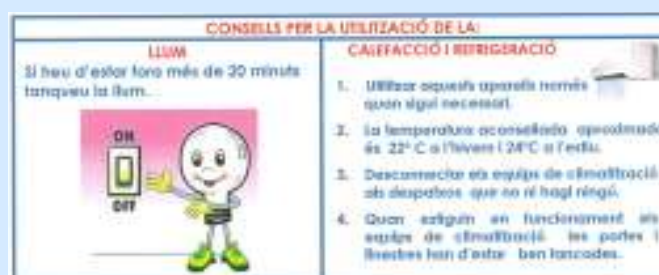 CONSELLS PER LA UTILITZACIÓ DE LA:
LLUM
Si heu d'estar fora més de 20 minuts
tanqueu la llum.
ON
OFF
CALEFACCIÓ I REFRIGERACIÓ
1. Utilitzar aquests aparells només
quan sigui necessari.
2. La temperatura aconsellada aproximada
és 22º C a l'hivern i 24ºC a l'estiu.
3. Desconnectar els equips de climatització
als despatxos que no hi hagi ningú.
4. Quan estiguin en funcionament els
equips de climatització les portes i
finestres han d'estar ben tancades.